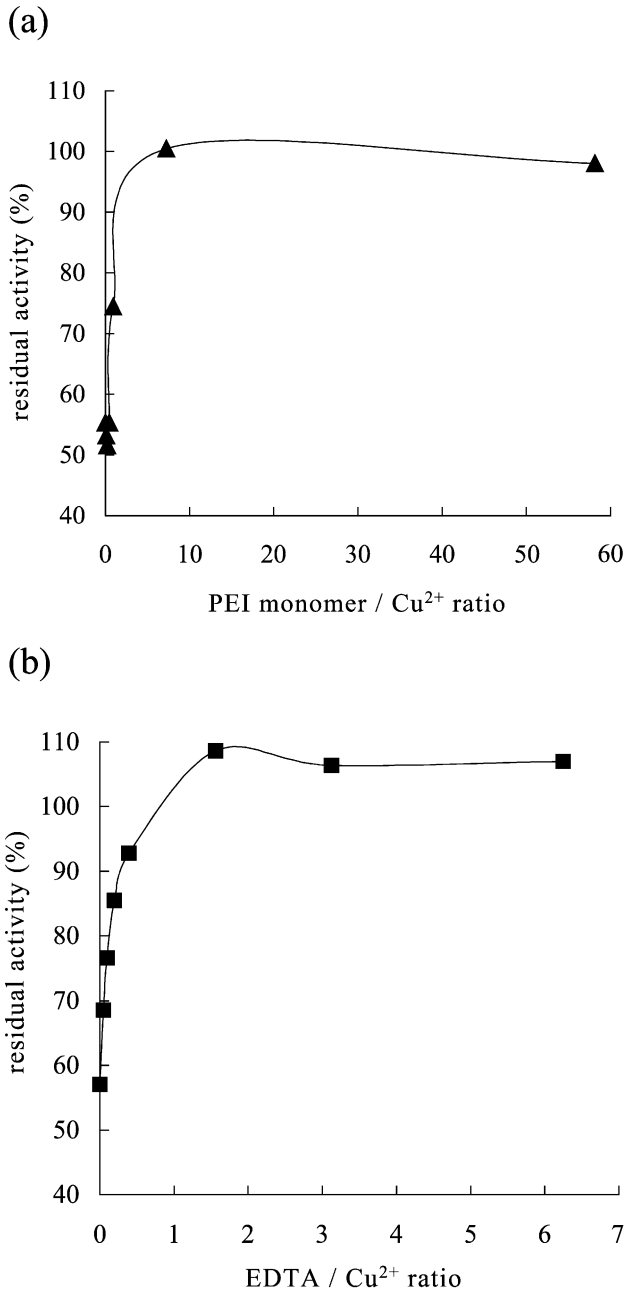 (a)
110
100
90
80
70
60
50
40
residual activity (%)
0 10 20 30 40 50 60
PEI monomer / Cu²⁺ ratio
(b)
110
100
90
80
70
60
50
40
residual activity (%)
0 1 2 3 4 5 6 7
EDTA / Cu²⁺ ratio